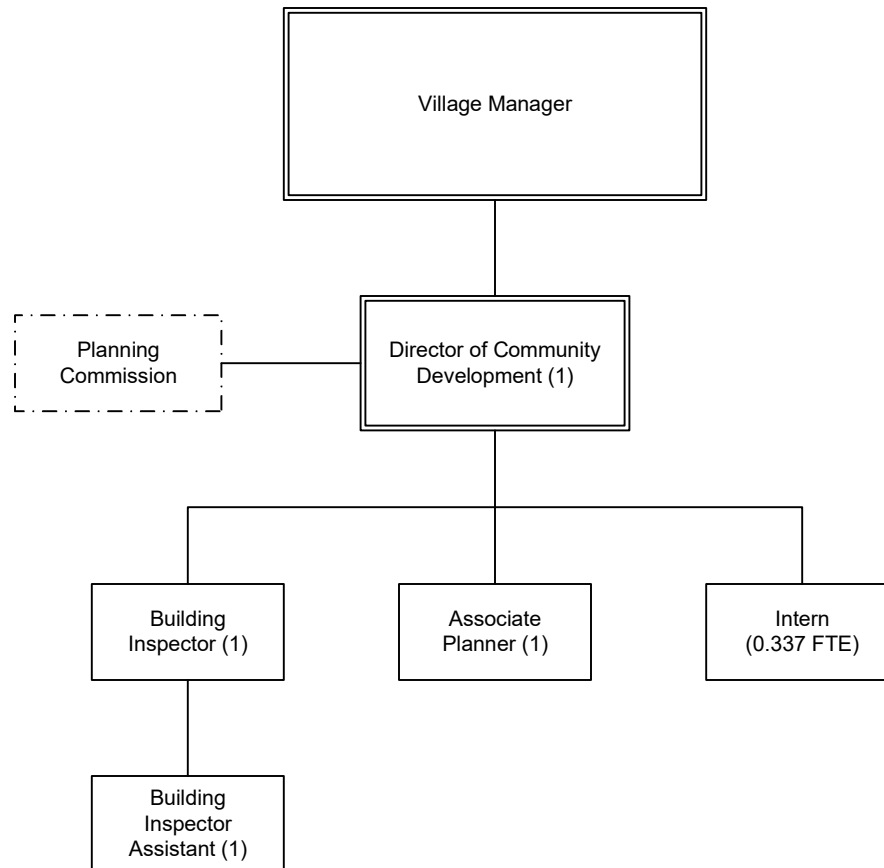 Village Manager
Planning
Commission
Director of Community
Development (1)
Building
Inspector (1)
Associate
Planner (1)
Intern
(0.337 FTE)
Building
Inspector
Assistant (1)